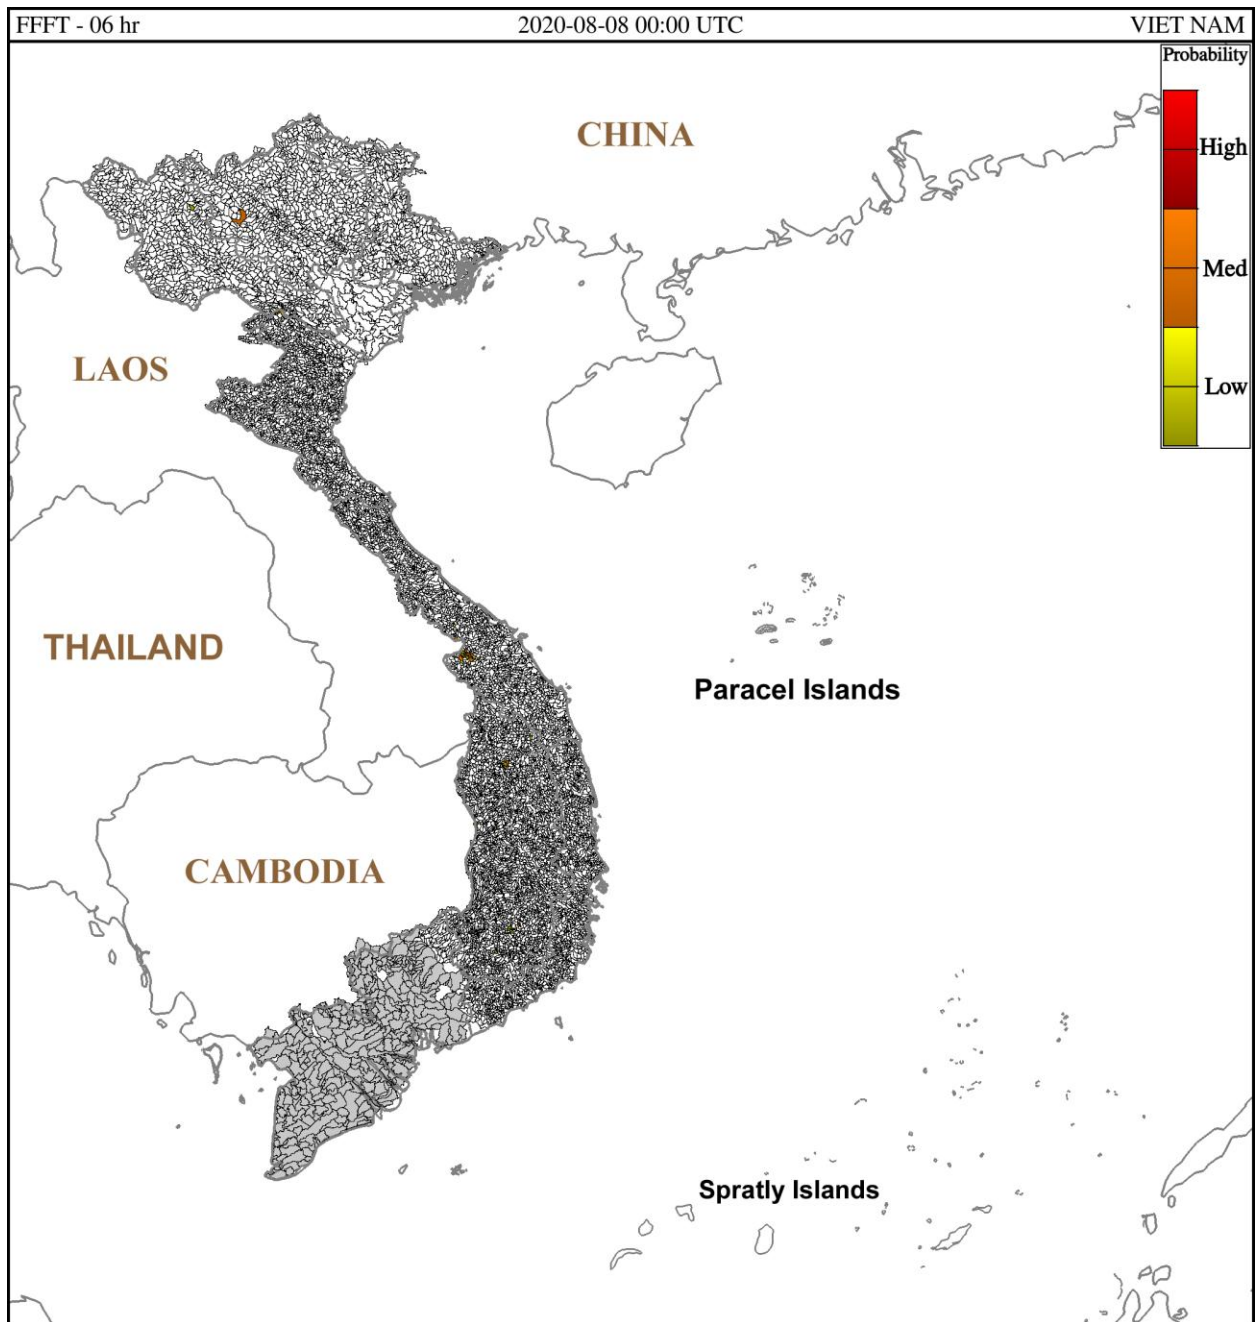 FFFT - 06 hr 2020-08-08 00:00 UTC VIET NAM
Probability
CHINA
High
Med
LAOS
Low
THAILAND
Paracel Islands
CAMBODIA
Spratly Islands